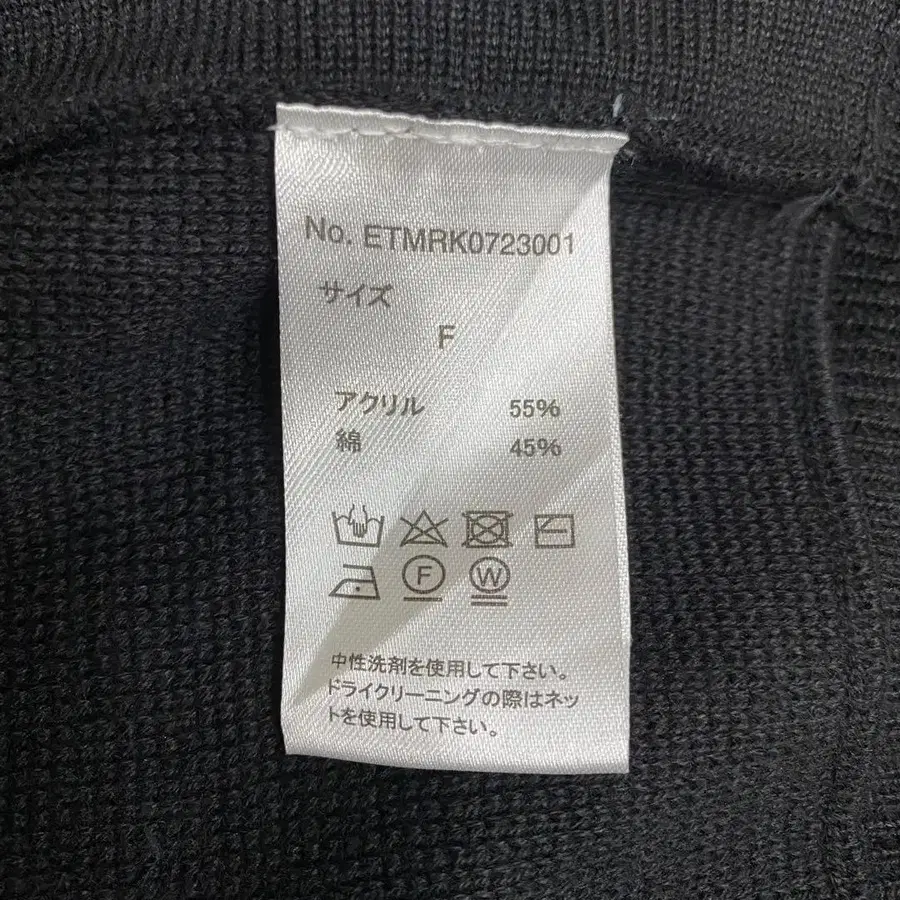 No. ETMRK0723001
サイズ
F
アクリル 55%
綿 45%
F W
中性洗剤を使用して下さい。
ドライクリーニングの際はネッ
トを使用して下さい。